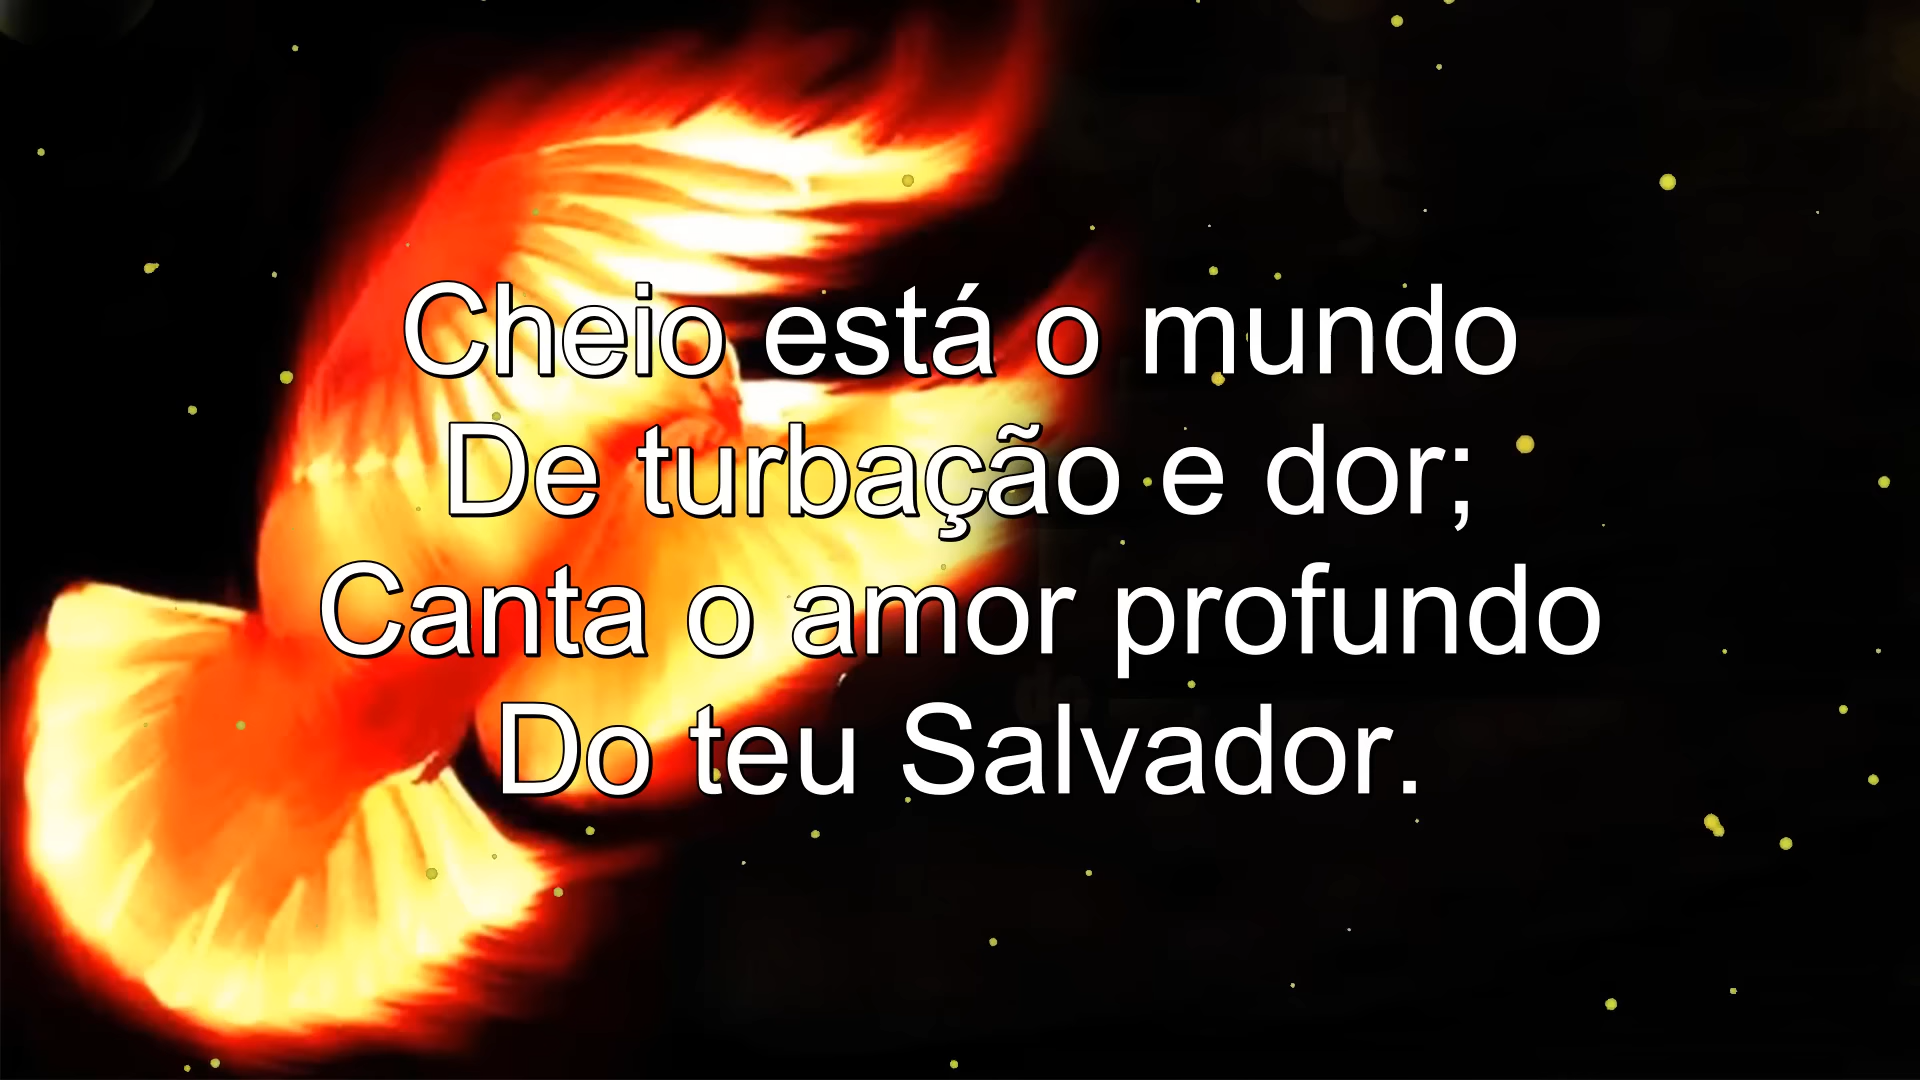 Cheio está o mundo
De turbação e dor;
Canta o amor profundo
Do teu Salvador.